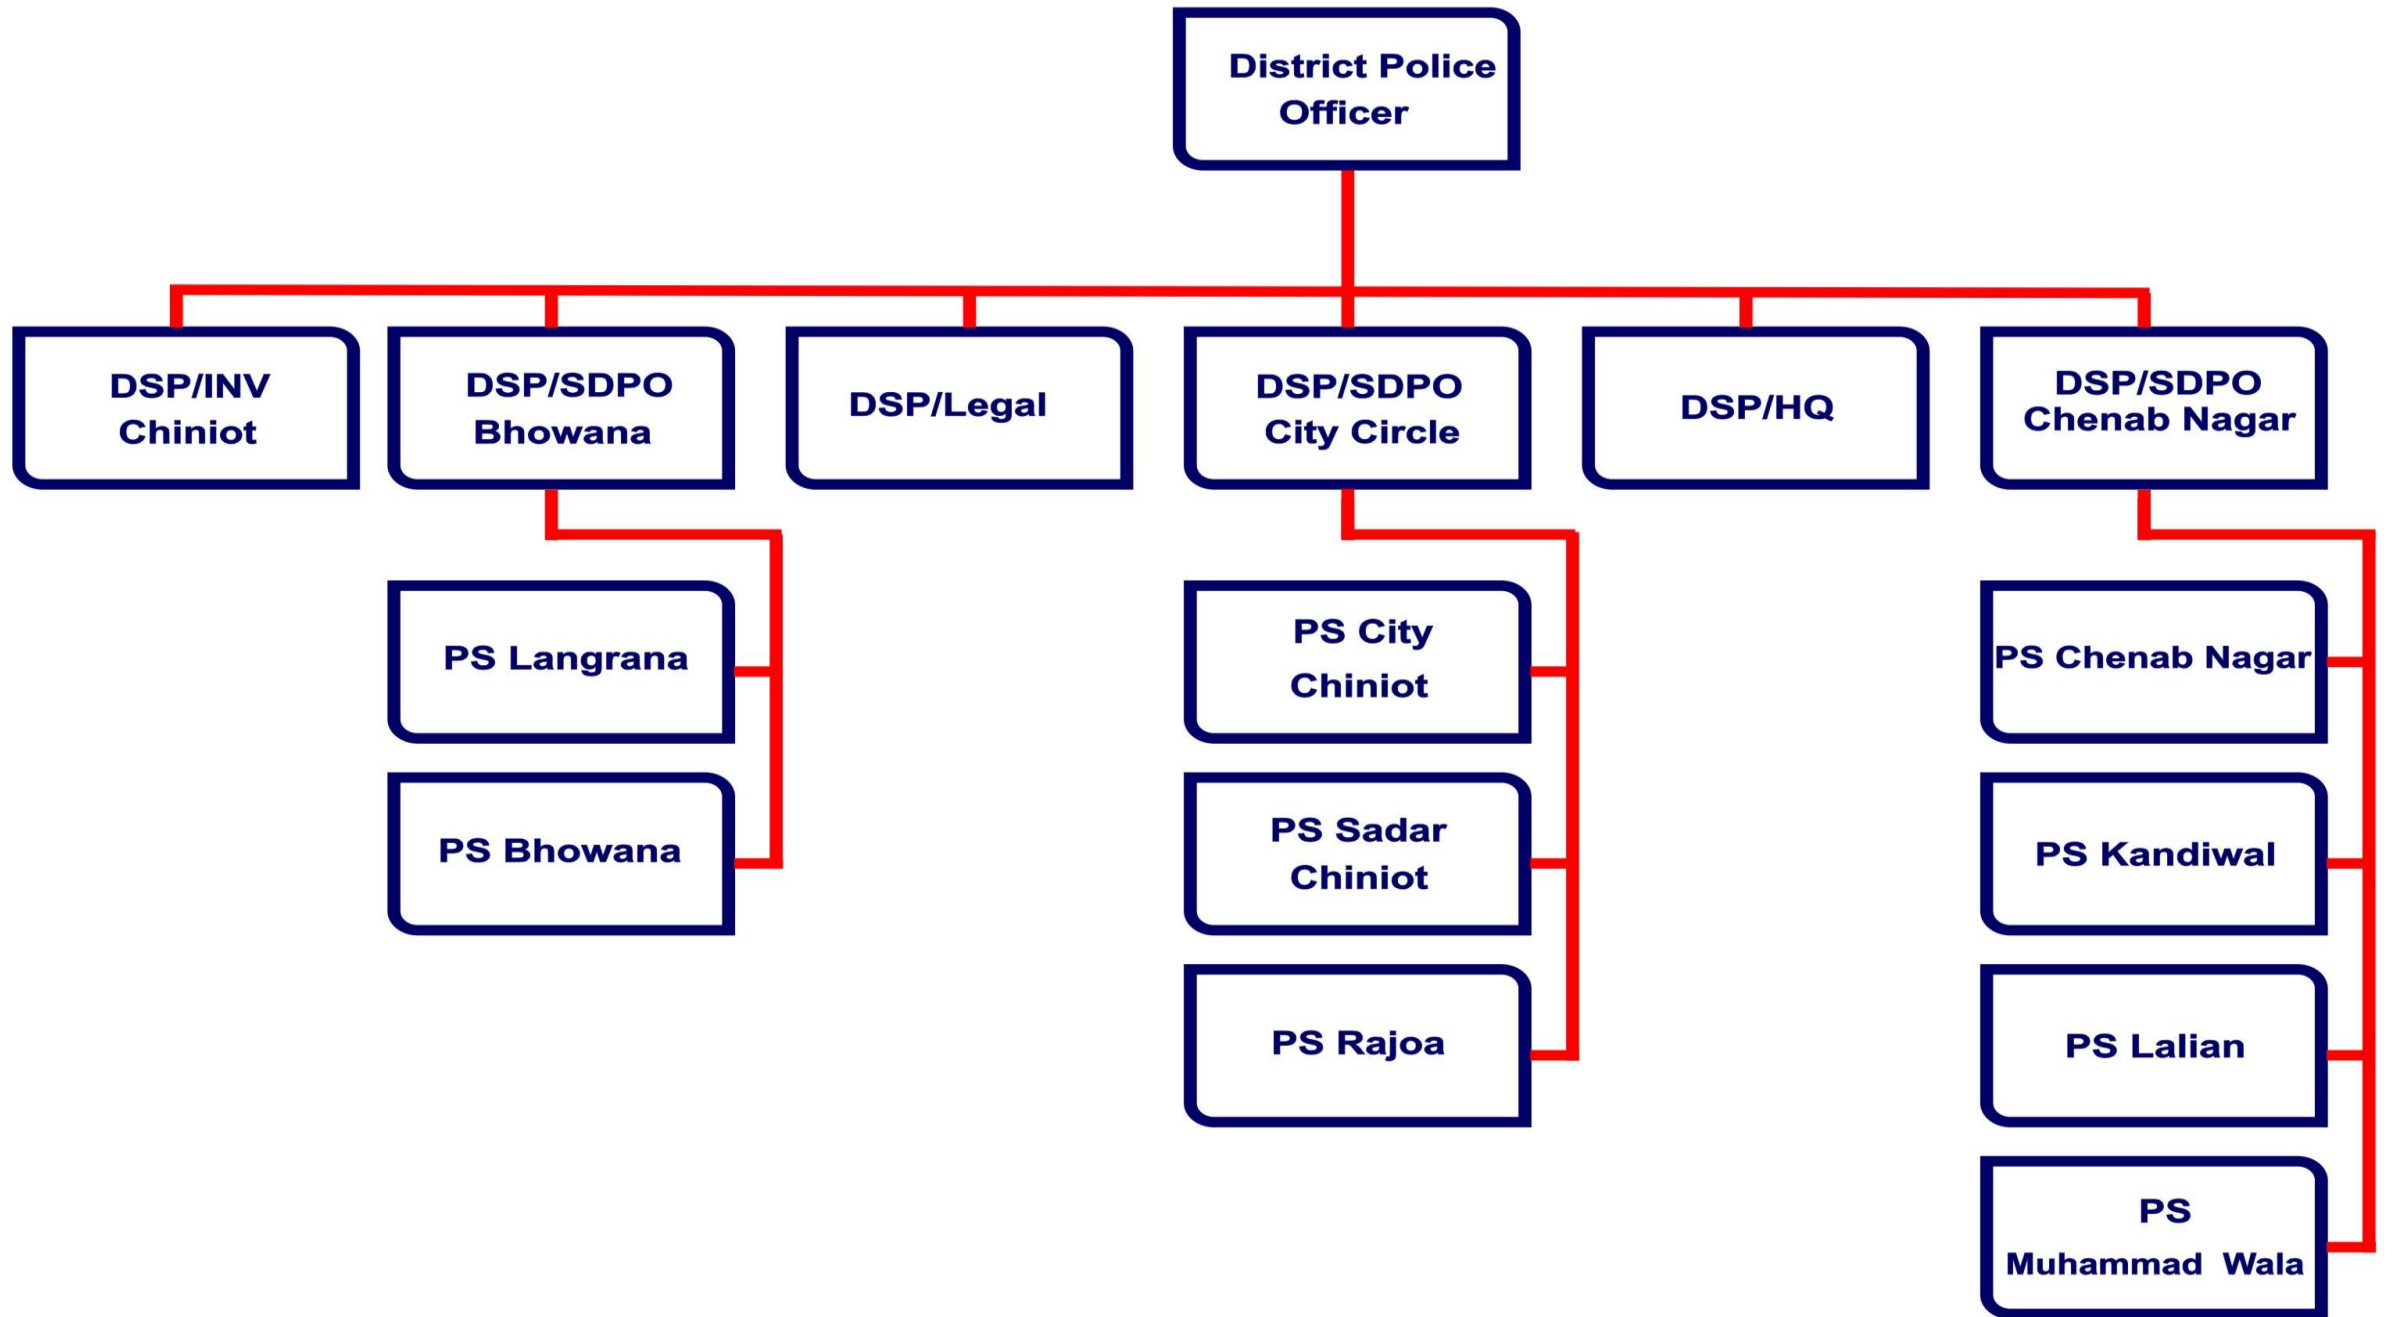 District Police
Officer
DSP/INV
Chiniot
DSP/SDPO
Bhowana
DSP/Legal
DSP/SDPO
City Circle
DSP/HQ
DSP/SDPO
Chenab Nagar
PS Langrana
PS Bhowana
PS City
Chiniot
PS Sadar
Chiniot
PS Rajoa
PS Chenab Nagar
PS Kandiwal
PS Lalian
PS
Muhammad Wala